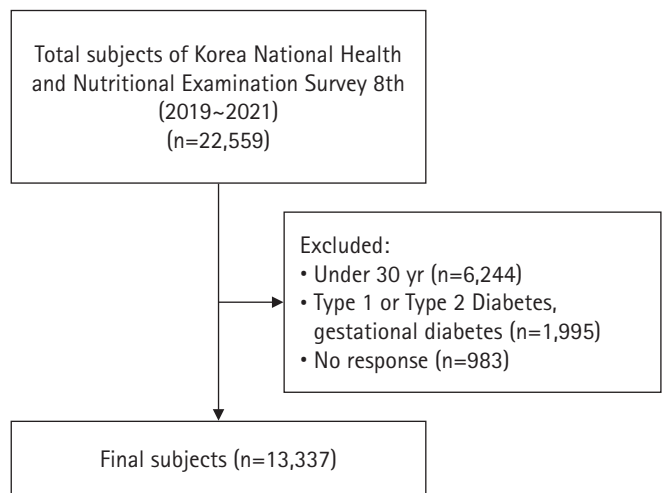 Total subjects of Korea National Health
and Nutritional Examination Survey 8th
(2019~2021)
(n=22,559)
Excluded:
• Under 30 yr (n=6,244)
• Type 1 or Type 2 Diabetes,
gestational diabetes (n=1,995)
• No response (n=983)
Final subjects (n=13,337)